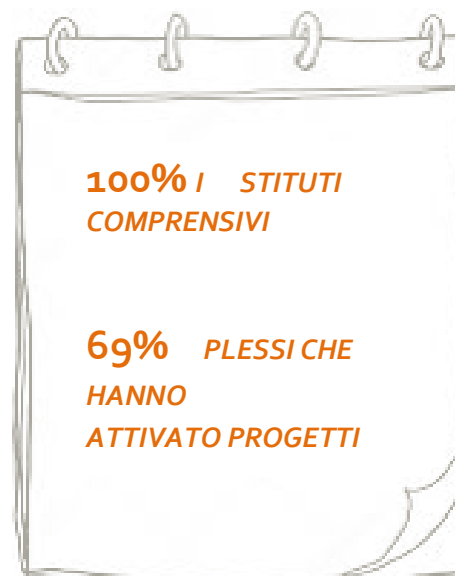 100% I STITUTI
COMPRENSIVI
69% PLESSI CHE
HANNO
ATTIVATO PROGETTI